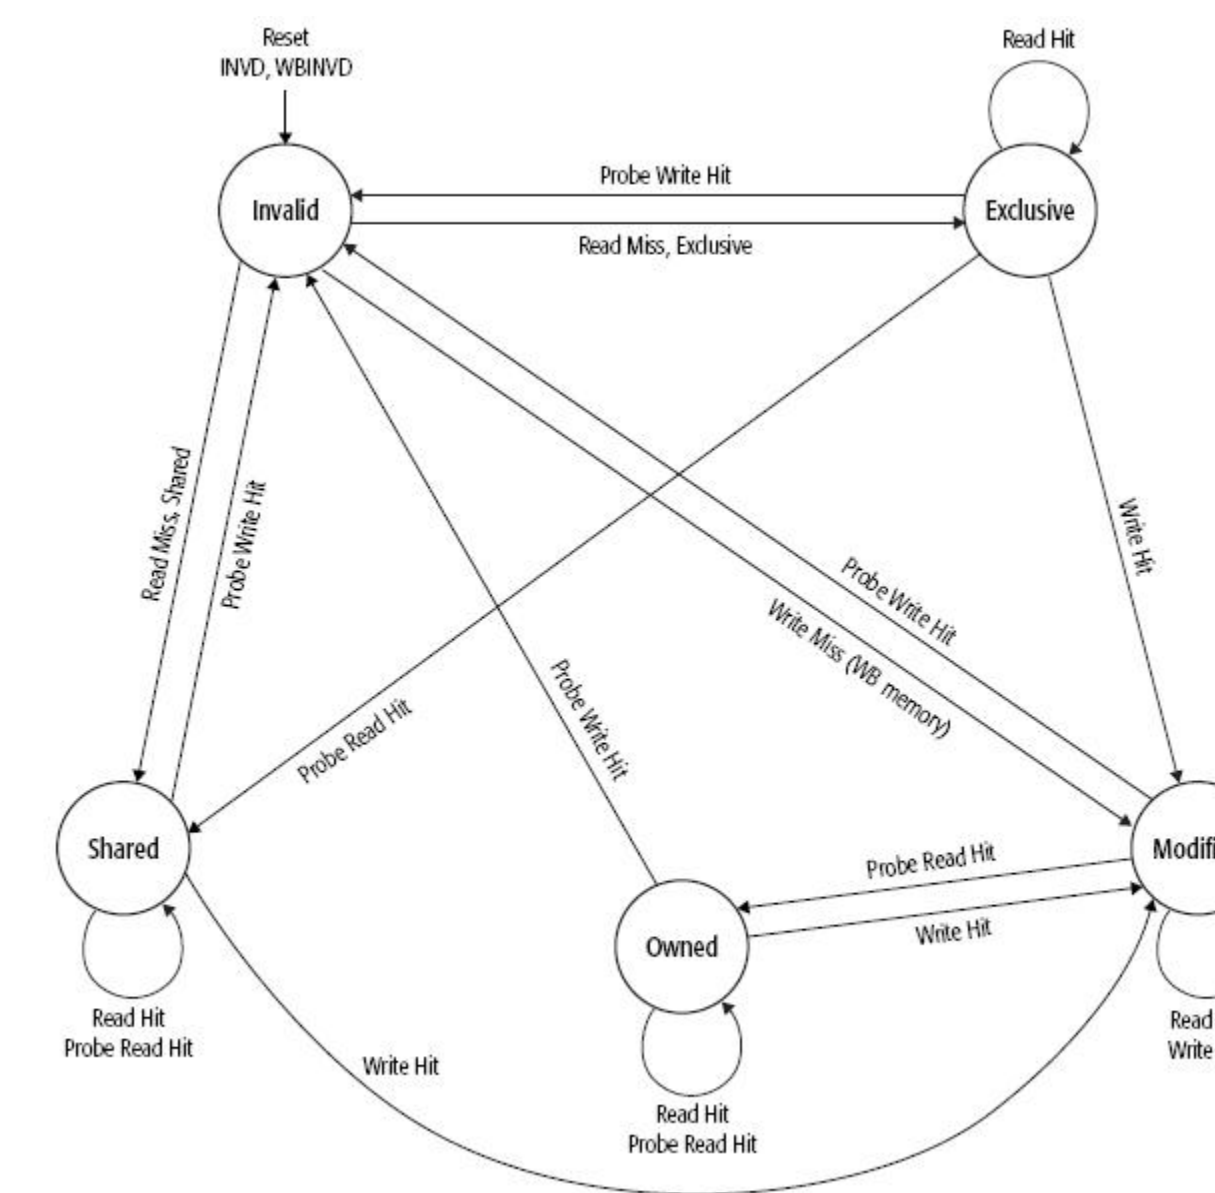 Reset
INVD, WBINVD
Read Hit
Invalid
Probe Write Hit
Exclusive
Read Miss, Exclusive
Read Miss, Shared
Probe Write Hit
Probe Write Hit
Write Miss (WB memory)
Write Hit
Probe Read Hit
Probe Write Hit
Shared
Probe Read Hit
Modifi
Owned
Write Hit
Read Hit
Probe Read Hit
Write Hit
Read Hit
Probe Read Hit
Read
Write